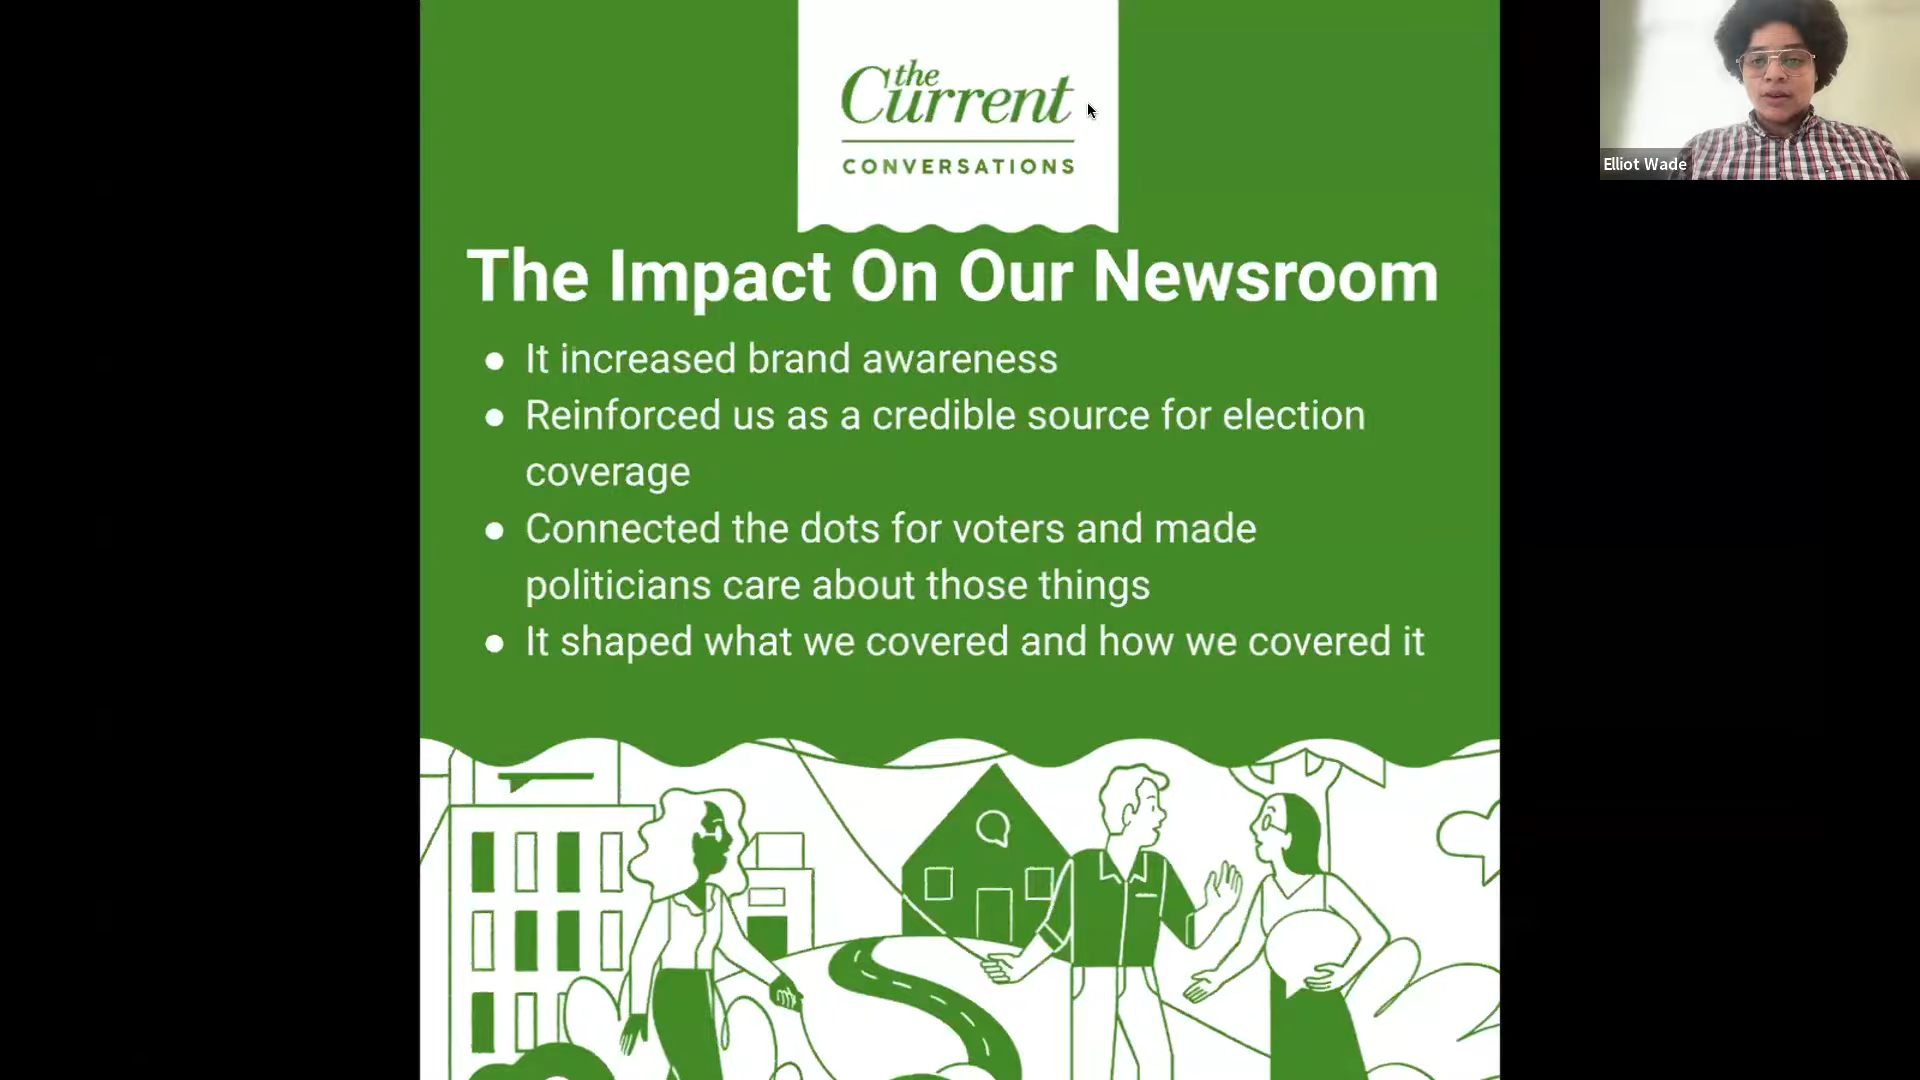 the
Current
CONVERSATIONS
Elliot Wade
The Impact On Our Newsroom
● It increased brand awareness
● Reinforced us as a credible source for election
coverage
● Connected the dots for voters and made
politicians care about those things
● It shaped what we covered and how we covered it